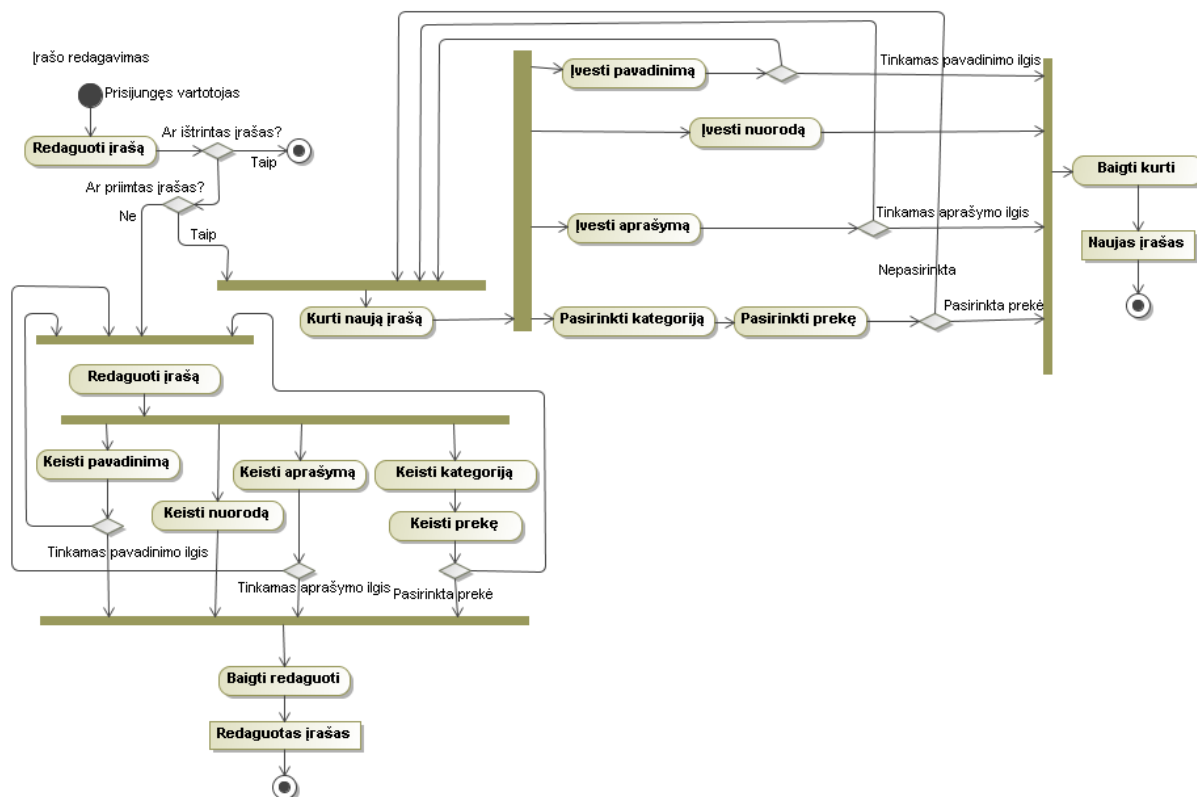 Įrašo redagavimas
Prisijungęs vartotojas
Redaguoti įrašą
Ar ištrintas įrašas?
Taip
Ar priimtas įrašas?
Ne
Taip
Kurti naują įrašą
Įvesti pavadinimą
Tinkamas pavadinimo ilgis
Įvesti nuorodą
Įvesti aprašymą
Tinkamas aprašymo ilgis
Nepasirinkta
Pasirinkti kategoriją
Pasirinkti prekę
Pasirinkta prekė
Baigti kurti
Naujas įrašas
Redaguoti įrašą
Keisti pavadinimą
Keisti nuorodą
Keisti aprašymą
Keisti kategoriją
Keisti prekę
Tinkamas pavadinimo ilgis
Tinkamas aprašymo ilgis
Pasirinkta prekė
Baigti redaguoti
Redaguotas įrašas